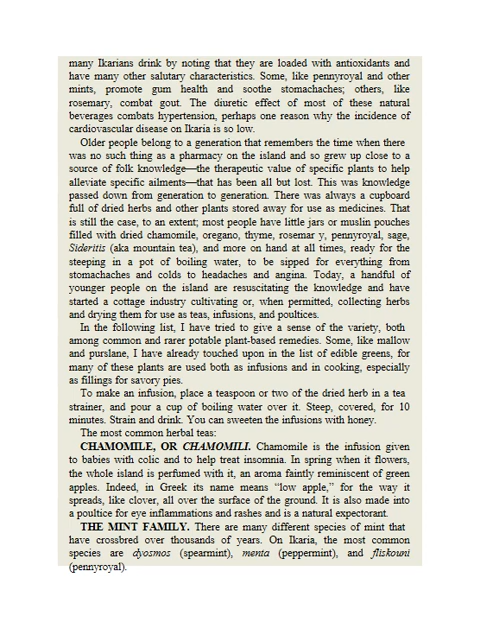 many Ikarians drink by noting that they are loaded with antioxidants and
have many other salutary characteristics. Some, like pennyroyal and other
mints, promote gum health and soothe stomachaches; others, like
rosemary, combat gout. The diuretic effect of most of these natural
beverages combats hypertension, perhaps one reason why the incidence of
cardiovascular disease on Ikaria is so low.
Older people belong to a generation that remembers the time when there
was no such thing as a pharmacy on the island and so grew up close to a
source of folk knowledge—the therapeutic value of specific plants to help
alleviate specific ailments—that has been all but lost. This was knowledge
passed down from generation to generation. There was always a cupboard
full of dried herbs and other plants stored away for use as medicines. That
is still the case, to an extent; most people have little jars or muslin pouches
filled with dried chamomile, oregano, thyme, rosemar y, pennyroyal, sage,
Sideritis (aka mountain tea), and more on hand at all times, ready for the
steeping in a pot of boiling water, to be sipped for everything from
stomachaches and colds to headaches and angina. Today, a handful of
younger people on the island are resuscitating the knowledge and have
started a cottage industry cultivating or, when permitted, collecting herbs
and drying them for use as teas, infusions, and poultices.
In the following list, I have tried to give a sense of the variety, both
among common and rarer potable plant-based remedies. Some, like mallow
and purslane, I have already touched upon in the list of edible greens, for
many of these plants are used both as infusions and in cooking, especially
as fillings for savory pies.
To make an infusion, place a teaspoon or two of the dried herb in a tea
strainer, and pour a cup of boiling water over it. Steep, covered, for 10
minutes. Strain and drink. You can sweeten the infusions with honey.
The most common herbal teas:
CHAMOMILE, OR CHAMOMILI. Chamomile is the infusion given
to babies with colic and to help treat insomnia. In spring when it flowers,
the whole island is perfumed with it, an aroma faintly reminiscent of green
apples. Indeed, in Greek its name means “low apple,” for the way it
spreads, like clover, all over the surface of the ground. It is also made into
a poultice for eye inflammations and rashes and is a natural expectorant.
THE MINT FAMILY. There are many different species of mint that
have crossbred over thousands of years. On Ikaria, the most common
species are dyosmos (spearmint), menta (peppermint), and fliskouni
(pennyroyal).